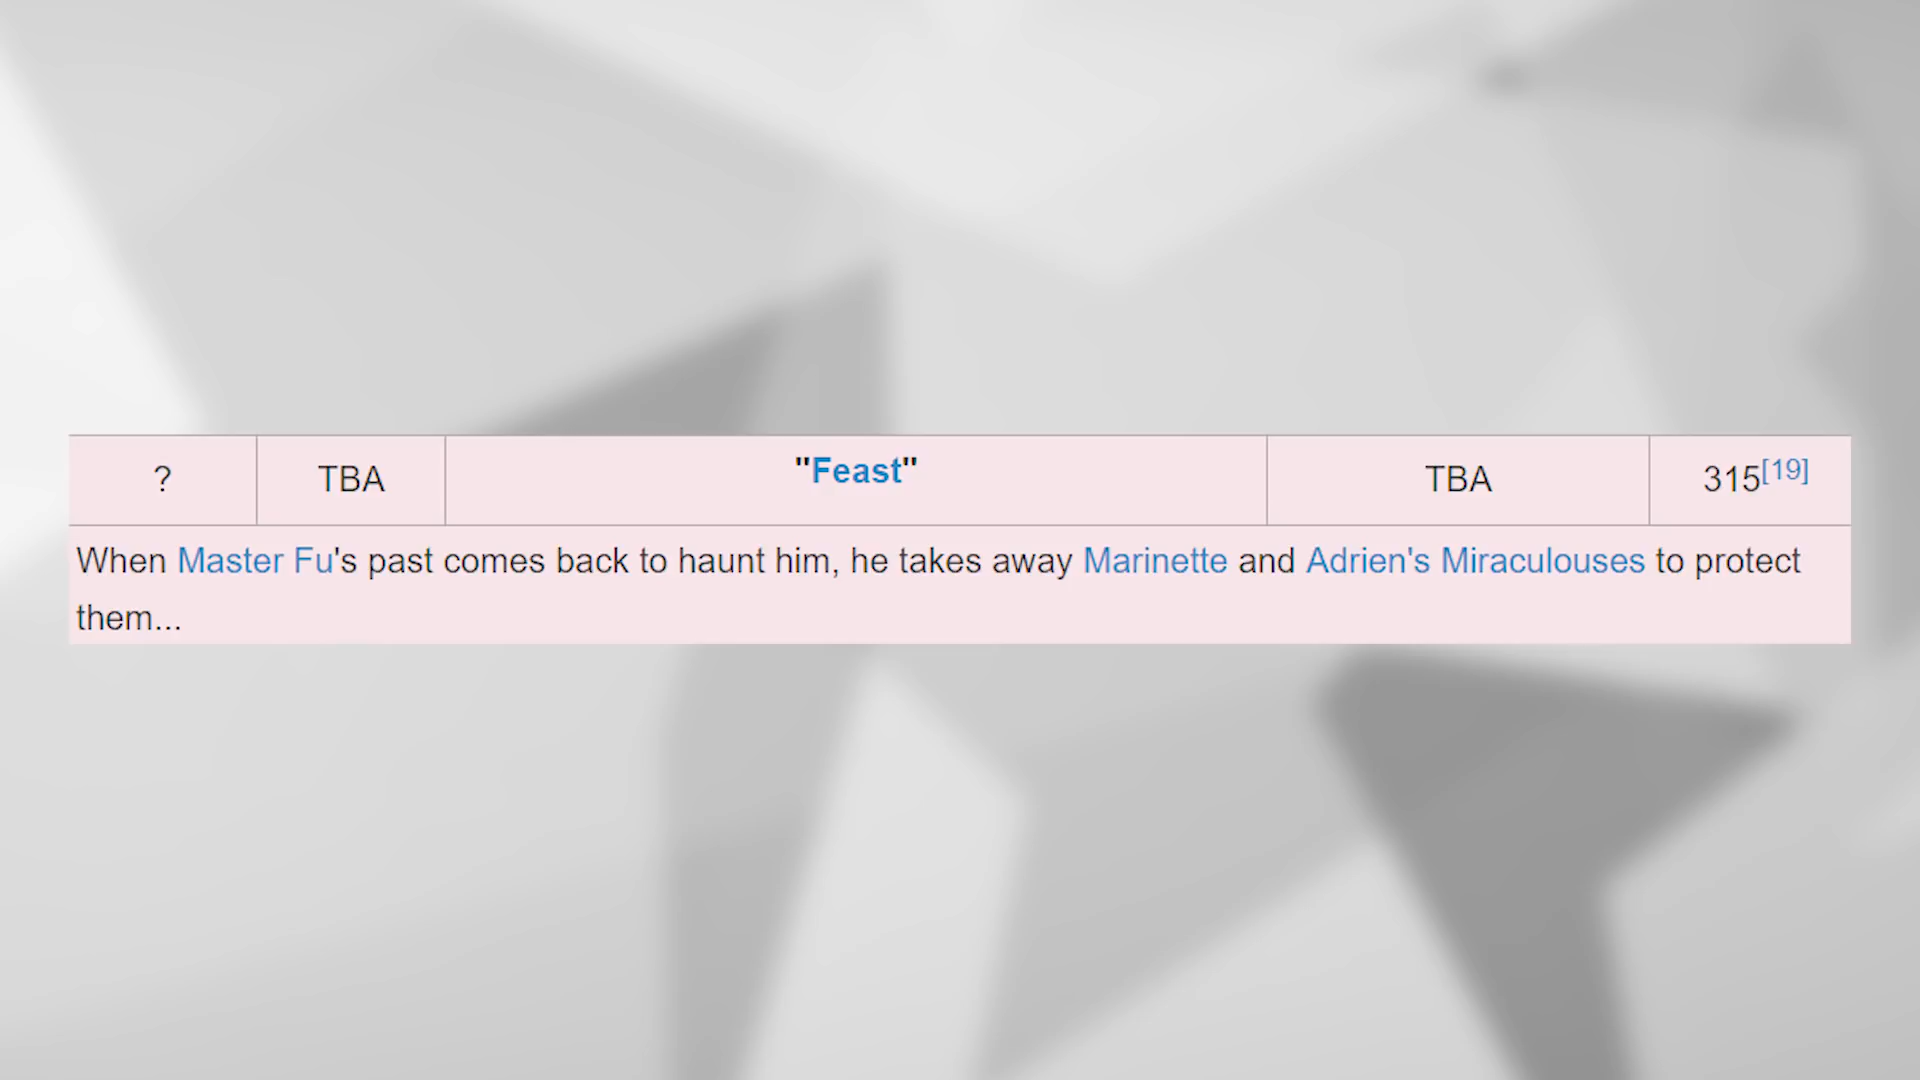 ? TBA "Feast" TBA 315[19]
When Master Fu's past comes back to haunt him, he takes away Marinette and Adrien's Miraculouses to protect
them...